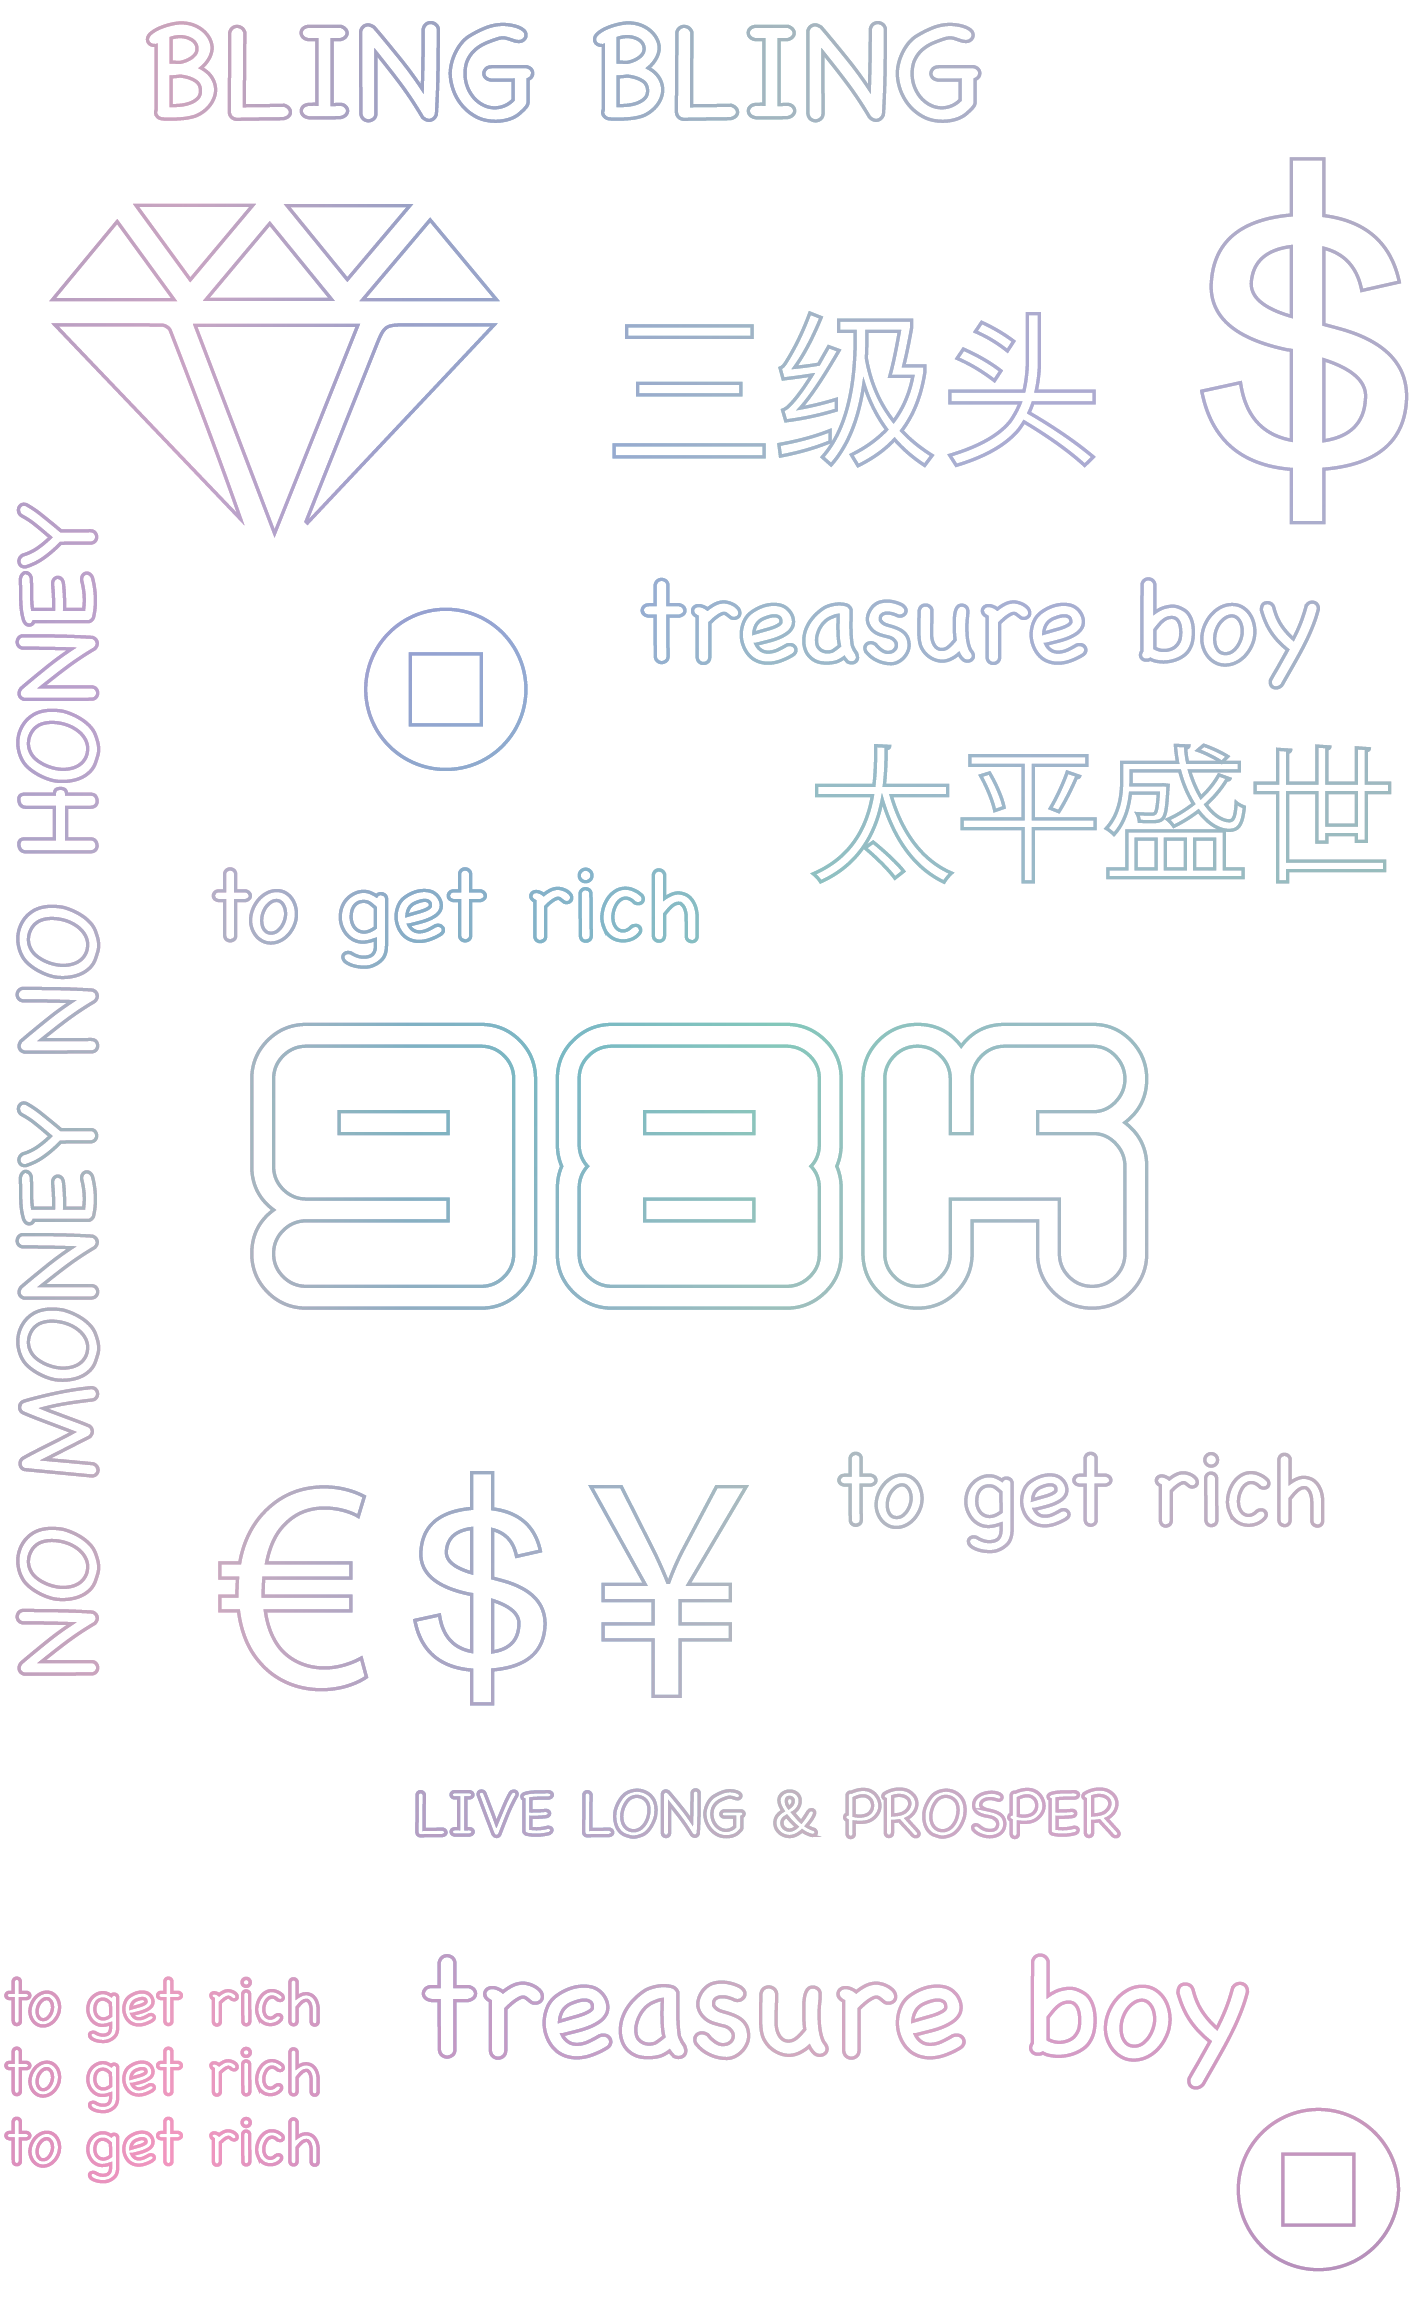 BLING BLING
$
三级头
NO MONEY NO HONEY
treasure boy
太平盛世
to get rich
98K
to get rich
€ $ ¥
LIVE LONG & PROSPER
treasure boy
to get rich
to get rich
to get rich